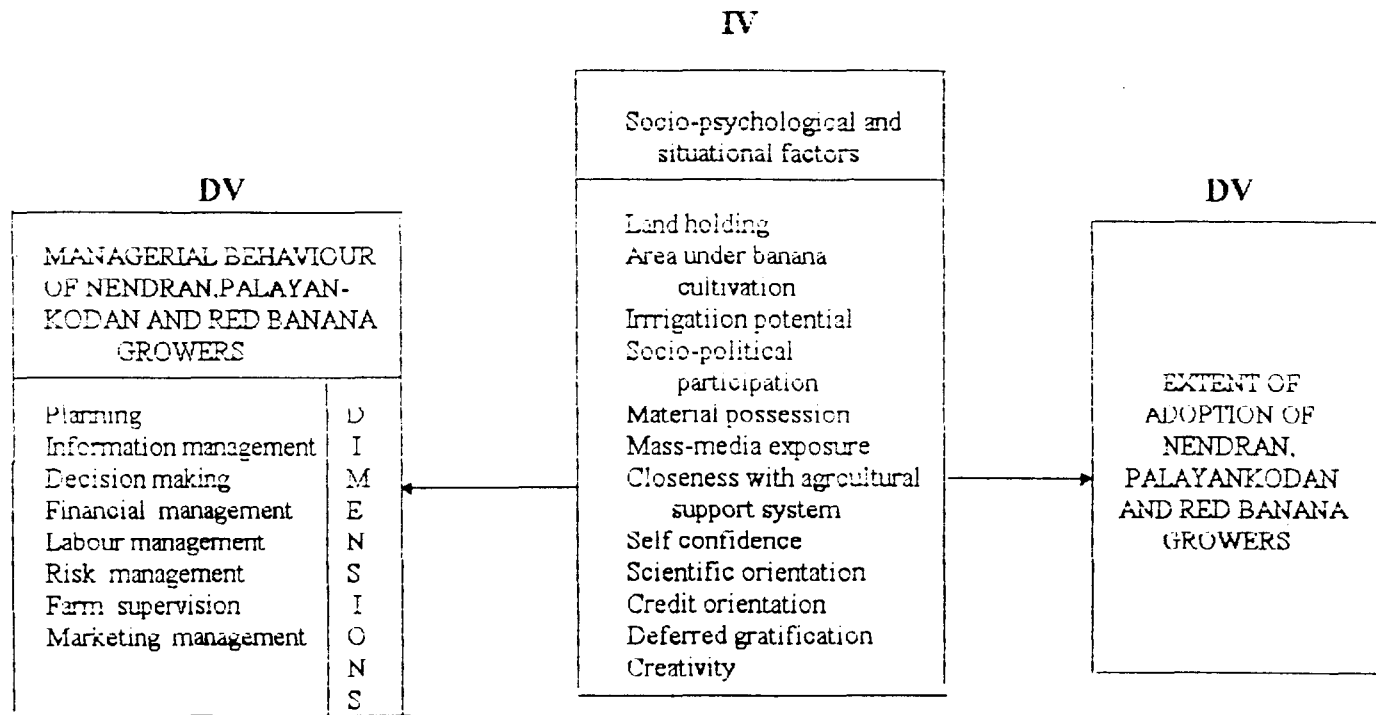 IV
Socio-psychological and
situational factors
Land holding
Area under banana
cultivation
Irrrigatiion potential
Socio-political
participation
Material possession
Mass-media exposure
Closeness with agrcultural
support system
Self confidence
Scientific orientation
Credit orientation
Deferred gratification
Creativity
DV
MANAGERIAL BEHAVIOUR
OF NENDRAN,PALAYAN-
KODAN AND RED BANANA
GROWERS
Planning
Information management
Decision making
Financial management
Labour management
Risk management
Farm supervision
Marketing management
D
I
M
E
N
S
I
O
N
S
DV
EXTENT OF
ADOPTION OF
NENDRAN,
PALAYANKODAN
AND RED BANANA
GROWERS